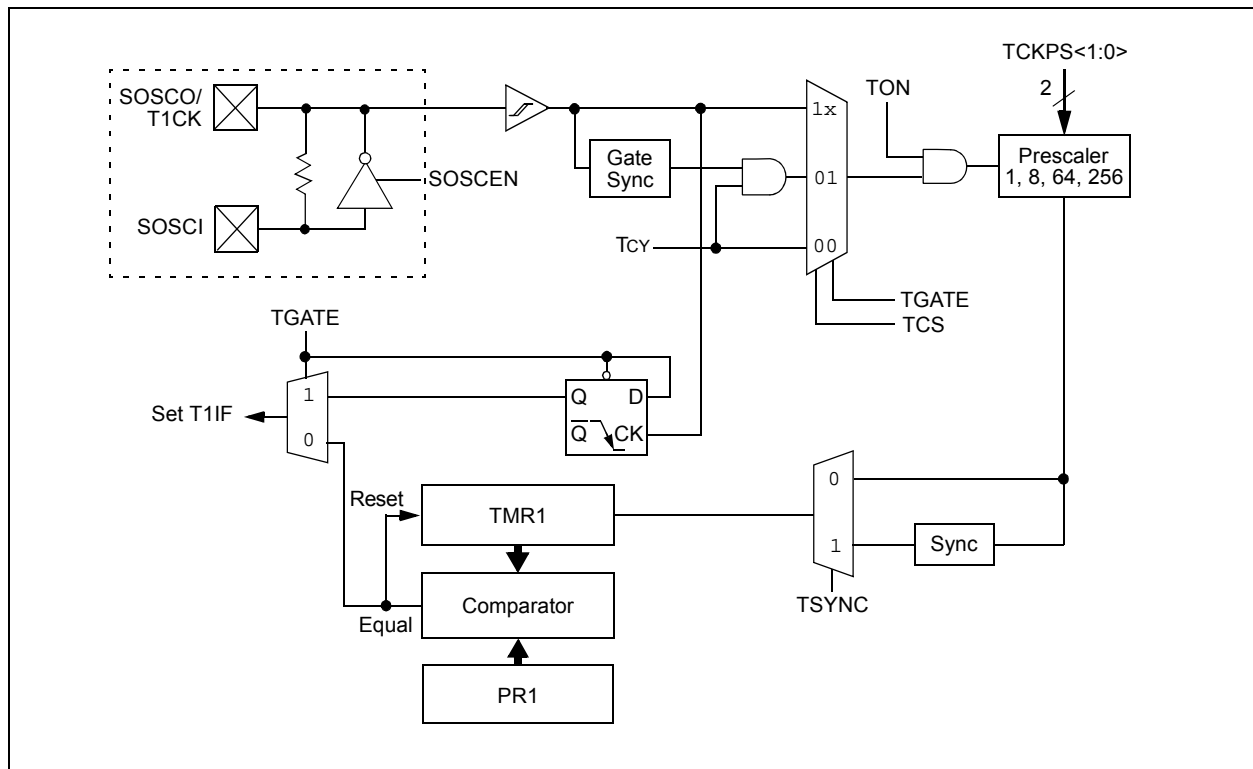 TCKPS<1:0>
2
SOSCO/
T1CK
TON
1x
Gate
Sync
Prescaler
1, 8, 64, 256
SOSCEN
01
SOSCI
TCY
00
TGATE
TCS
TGATE
1
Q
D
Set T1IF
0
Q
CK
Reset
TMR1
0
1
Sync
Comparator
TSYNC
Equal
PR1